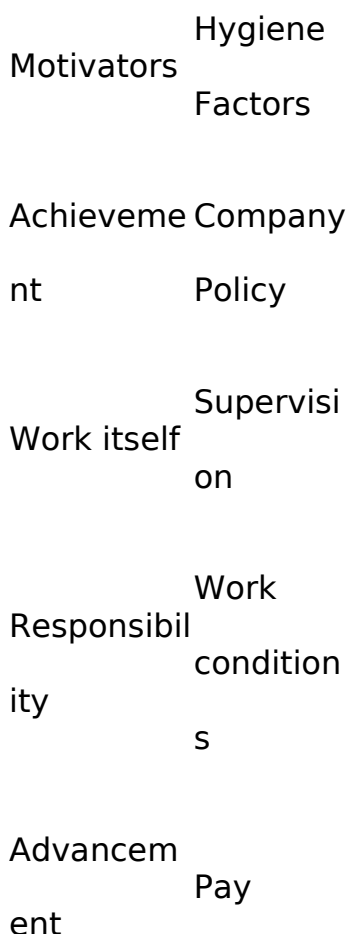 Motivators
Hygiene
Factors
Achieveme
nt
Company
Policy
Work itself
Supervisi
on
Responsibil
ity
Work
condition
s
Advancem
ent
Pay